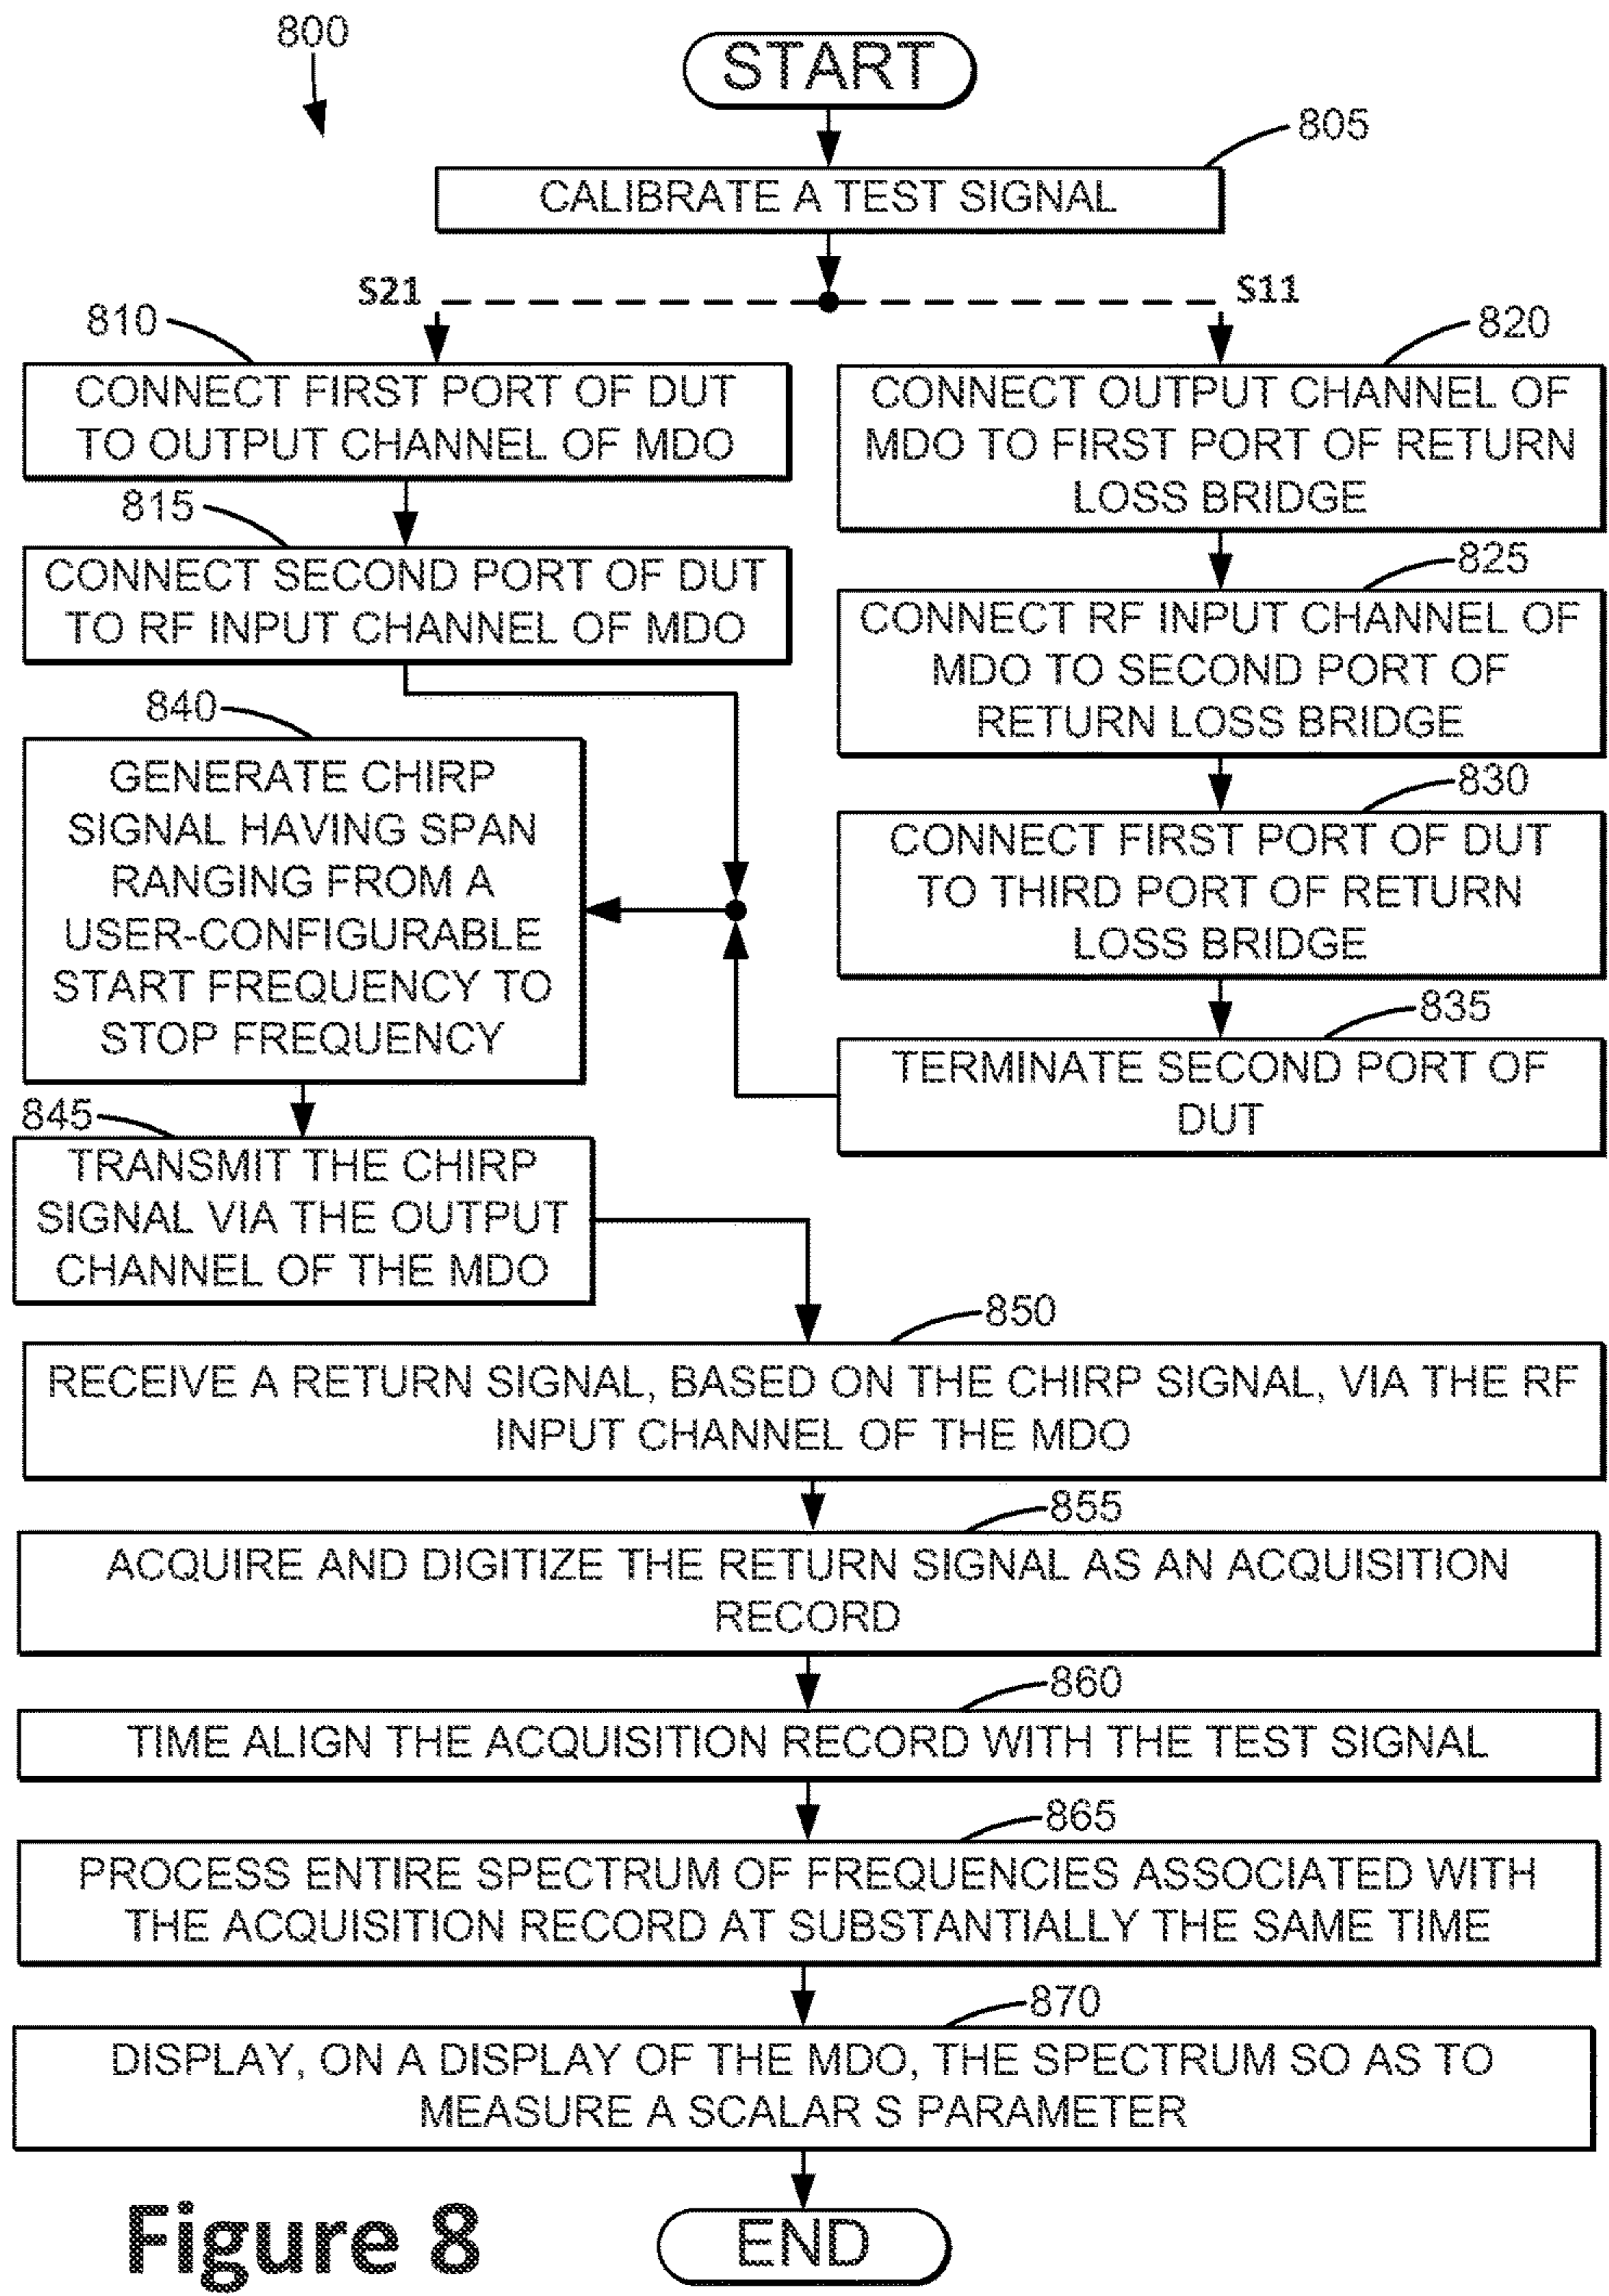 800
START
805
CALIBRATE A TEST SIGNAL
S21
S11
810
CONNECT FIRST PORT OF DUT
TO OUTPUT CHANNEL OF MDO
815
CONNECT SECOND PORT OF DUT
TO RF INPUT CHANNEL OF MDO
820
CONNECT OUTPUT CHANNEL OF
MDO TO FIRST PORT OF RETURN
LOSS BRIDGE
825
CONNECT RF INPUT CHANNEL OF
MDO TO SECOND PORT OF
RETURN LOSS BRIDGE
830
CONNECT FIRST PORT OF DUT
TO THIRD PORT OF RETURN
LOSS BRIDGE
835
TERMINATE SECOND PORT OF
DUT
840
GENERATE CHIRP
SIGNAL HAVING SPAN
RANGING FROM A
USER-CONFIGURABLE
START FREQUENCY TO
STOP FREQUENCY
845
TRANSMIT THE CHIRP
SIGNAL VIA THE OUTPUT
CHANNEL OF THE MDO
850
RECEIVE A RETURN SIGNAL, BASED ON THE CHIRP SIGNAL, VIA THE RF
INPUT CHANNEL OF THE MDO
855
ACQUIRE AND DIGITIZE THE RETURN SIGNAL AS AN ACQUISITION
RECORD
860
TIME ALIGN THE ACQUISITION RECORD WITH THE TEST SIGNAL
865
PROCESS ENTIRE SPECTRUM OF FREQUENCIES ASSOCIATED WITH
THE ACQUISITION RECORD AT SUBSTANTIALLY THE SAME TIME
870
DISPLAY, ON A DISPLAY OF THE MDO, THE SPECTRUM SO AS TO
MEASURE A SCALAR S PARAMETER
END
Figure 8